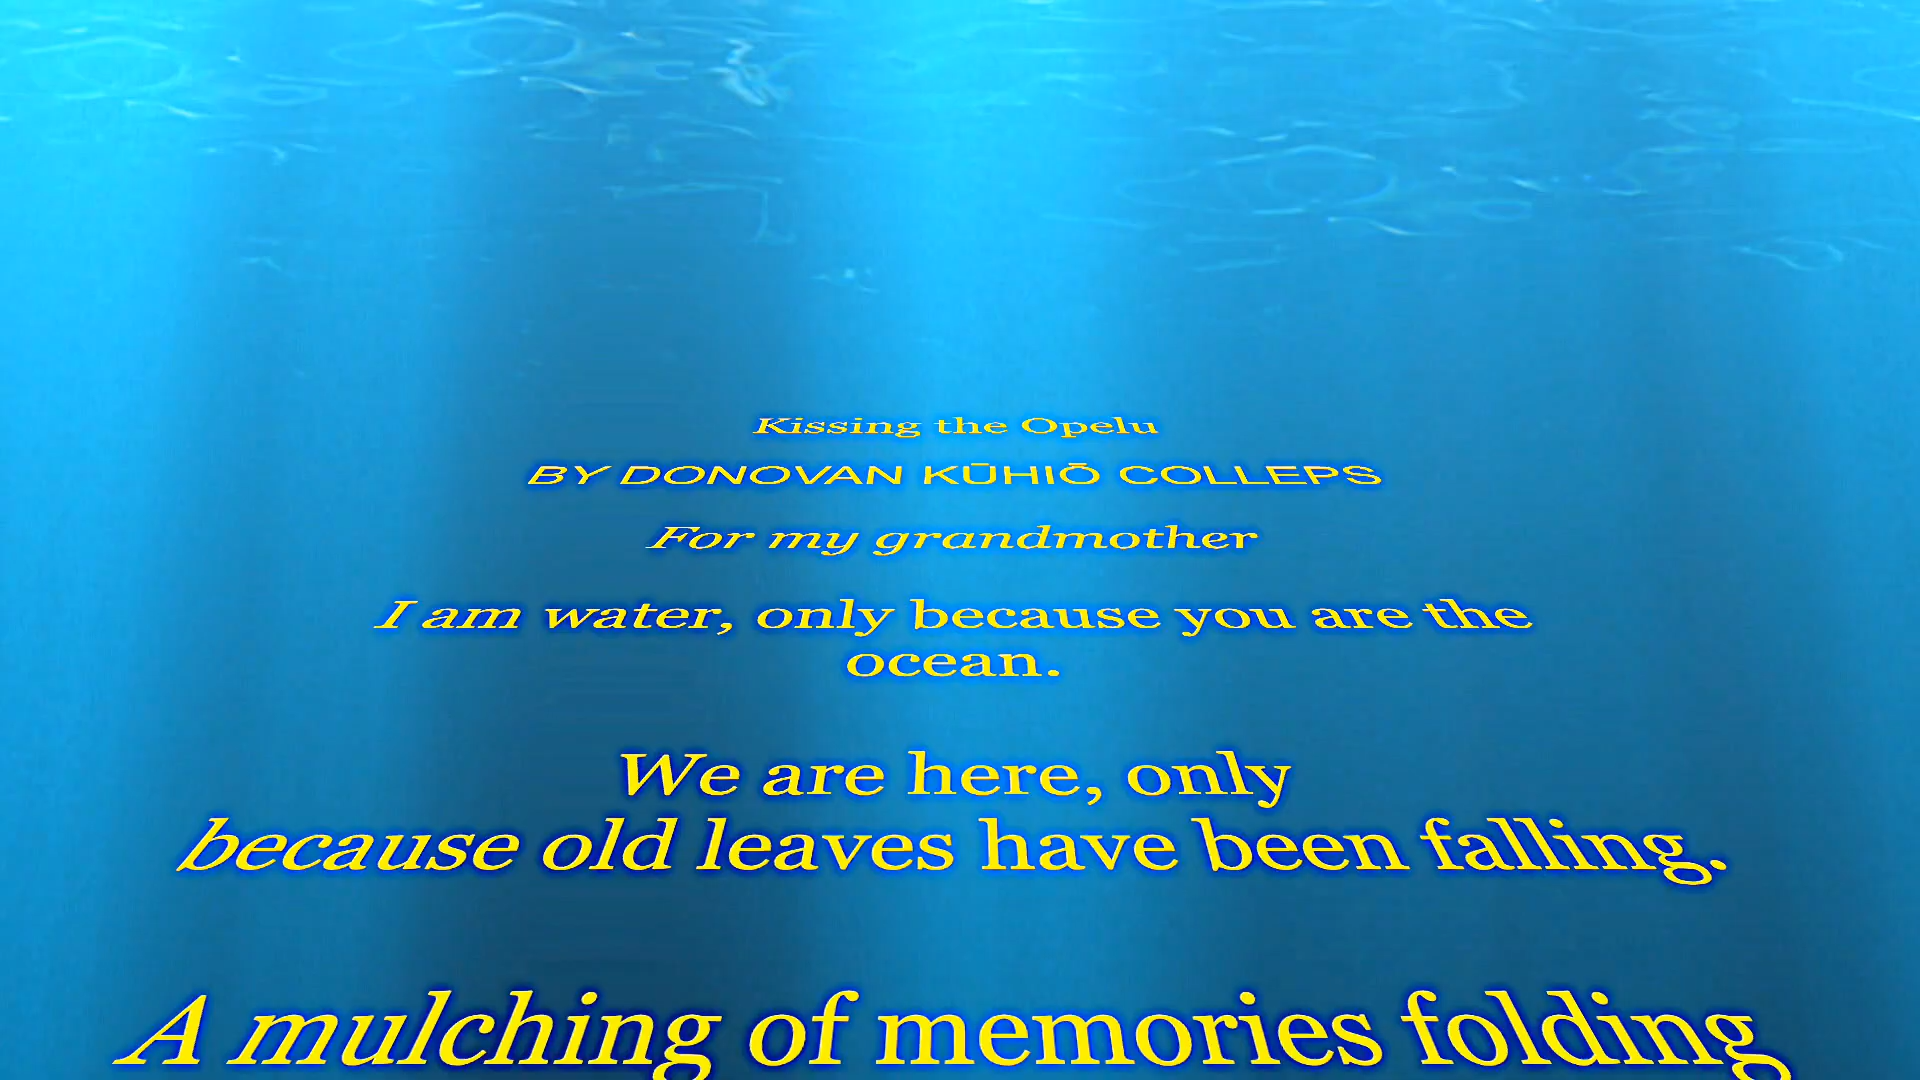 Kissing the Opelu
BY DONOVAN KŪHIŌ COLLEPS
For my grandmother
I am water, only because you are the
ocean.
We are here, only
because old leaves have been falling.
A mulching of memories folding